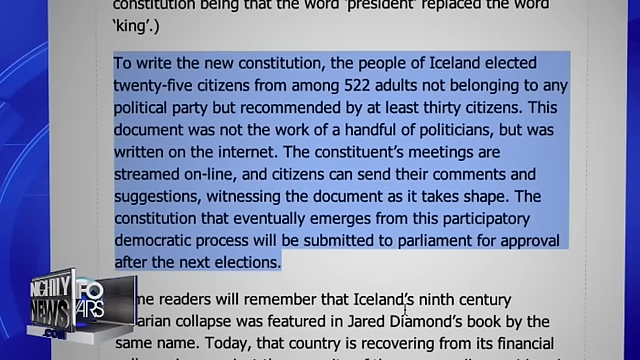 constitution being that the word ‘president’ replaced the word
‘king’.)
To write the new constitution, the people of Iceland elected
twenty-five citizens from among 522 adults not belonging to any
political party but recommended by at least thirty citizens. This
document was not the work of a handful of politicians, but was
written on the internet. The constituent’s meetings are
streamed on-line, and citizens can send their comments and
suggestions, witnessing the document as it takes shape. The
constitution that eventually emerges from this participatory
democratic process will be submitted to parliament for approval
after the next elections.
me readers will remember that Iceland’s ninth century
arian collapse was featured in Jared Diamond’s book by the
same name. Today, that country is recovering from its financial
NIGHTLY
NEWS
.COM
FO
ARS